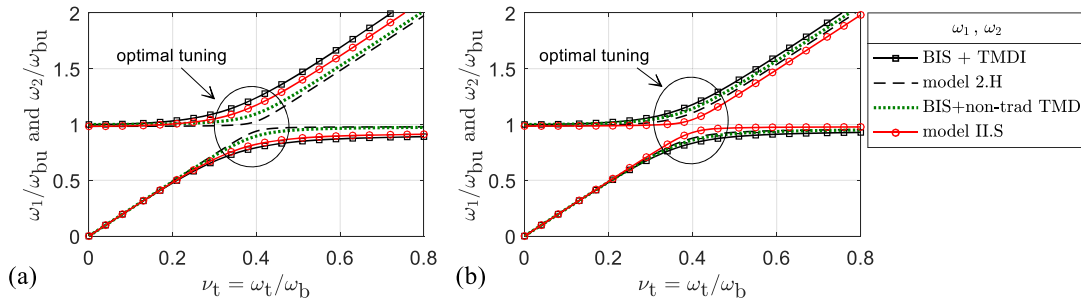 ω1/ωbu and ω2/ωbu
2
1.5
1
0.5
0
optimal tuning
0 0.2 0.4 0.6 0.8
νt = ωt/ωb
(a)
ω1/ωbu and ω2/ωbu
2
1.5
1
0.5
0
optimal tuning
0 0.2 0.4 0.6 0.8
νt = ωt/ωb
(b)
ω1 , ω2
BIS + TMDI
model 2.H
BIS+non-trad TMD
model II.S